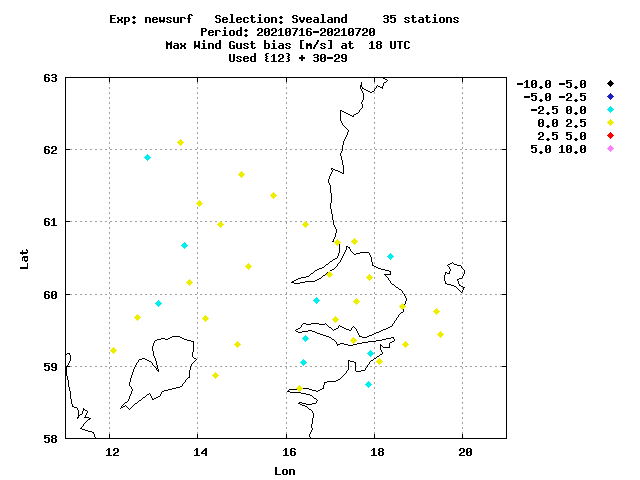 Exp: newsurf   Selection: Svealand     35 stations
Period: 20210716-20210720
Max Wind Gust bias [m/s] at  18 UTC
Used {12} + 30-29
-10.0 -5.0
-5.0 -2.5
-2.5 0.0
0.0 2.5
2.5 5.0
5.0 10.0
63
62
61
60
59
58
Lat
12 14 16 18 20
Lon